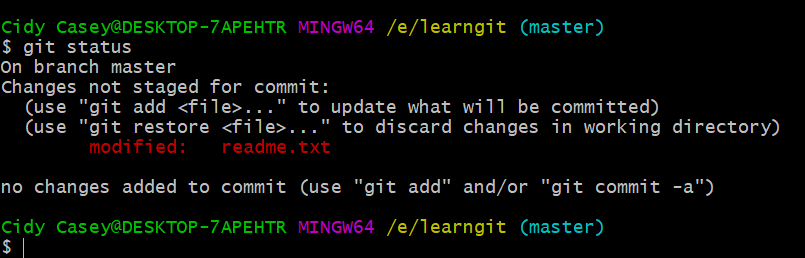 Cidy Casey@DESKTOP-7APEHTR MINGW64 /e/learngit (master)
$ git status
On branch master
Changes not staged for commit:
  (use "git add <file>..." to update what will be committed)
  (use "git restore <file>..." to discard changes in working directory)
        modified:   readme.txt

no changes added to commit (use "git add" and/or "git commit -a")

Cidy Casey@DESKTOP-7APEHTR MINGW64 /e/learngit (master)
$